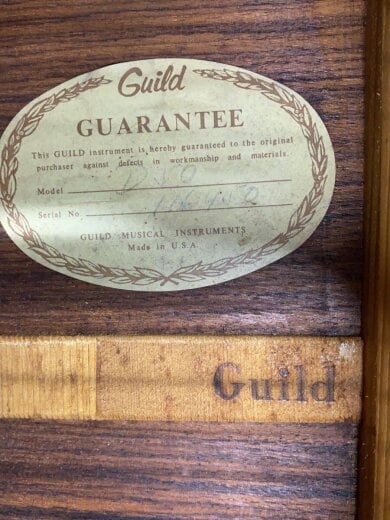 Guild
GUARANTEE
This GUILD instrument is hereby guaranteed to the original
purchaser against defects in workmanship and materials.
Model
Serial No.
GUILD MUSICAL INSTRUMENTS
Made in U.S.A.
Guild